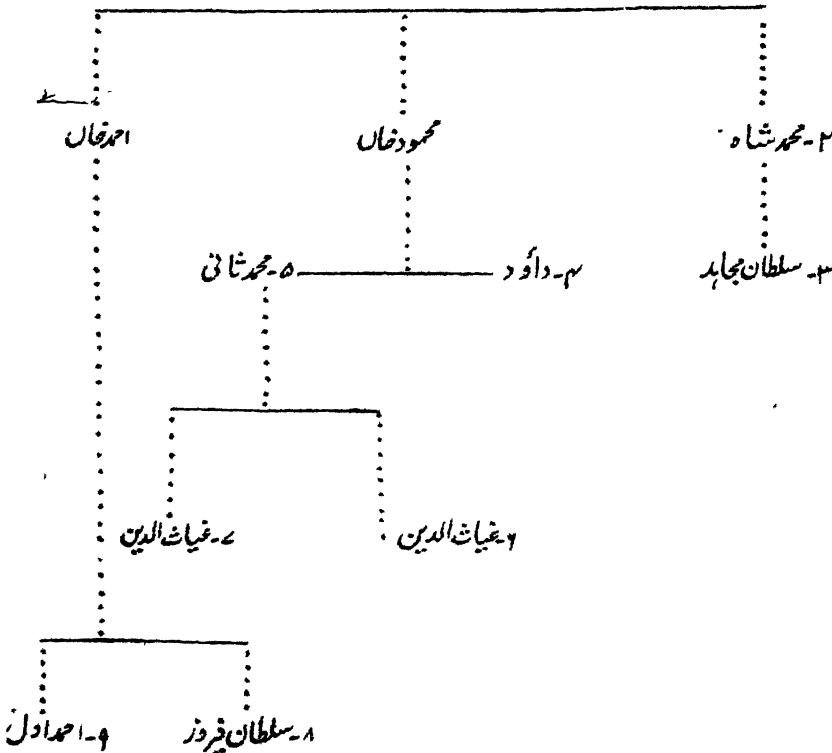 ۲-محمد شاہ محمود خاں احمد خاں
۳-سلطان مجاہد ۴-داؤد ۵-محمد ثانی
۶-غیاث الدین ۷-غیاث الدین
۸-سلطان فیروز ۹-احمد اول